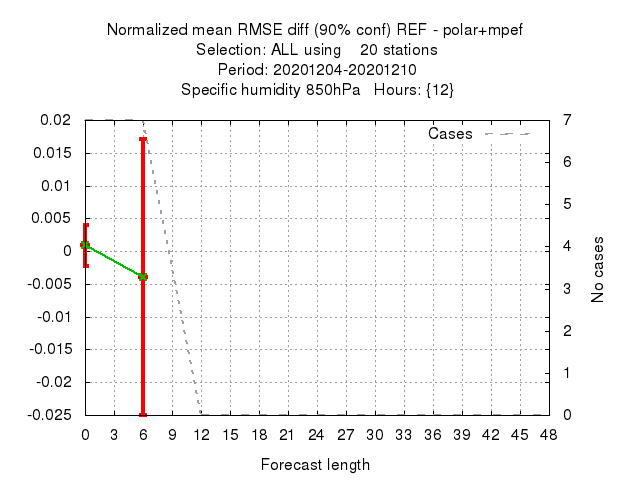 Normalized mean RMSE diff (90% conf) REF - polar+mpef
Selection: ALL using    20 stations
Period: 20201204-20201210
Specific humidity 850hPa   Hours: {12}
Cases
0.02
0.015
0.01
0.005
0
-0.005
-0.01
-0.015
-0.02
-0.025
7
6
5
4
3
2
1
0
No cases
0 3 6 9 12 15 18 21 24 27 30 33 36 39 42 45 48
Forecast length